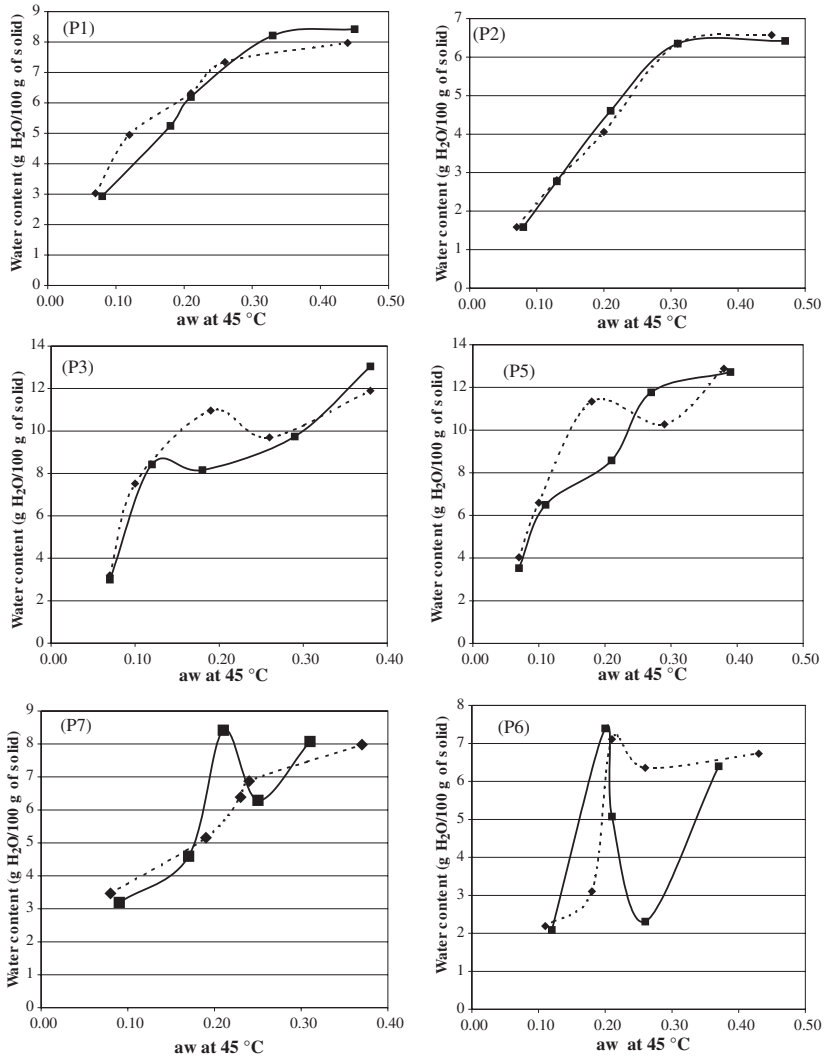 (P1)
Water content (g H₂O/100 g of solid)
9
8
7
6
5
4
3
2
1
0
0.00 0.10 0.20 0.30 0.40 0.50
aw at 45 °C
(P2)
Water content (g H₂O/100 g of solid)
7
6
5
4
3
2
1
0
0.00 0.10 0.20 0.30 0.40 0.50
aw at 45 °C
(P3)
Water content (g H₂O/100 g of solid)
14
12
10
8
6
4
2
0
0.00 0.10 0.20 0.30 0.40
aw at 45 °C
(P5)
Water content (g H₂O/100 g of solid)
14
12
10
8
6
4
2
0
0.00 0.10 0.20 0.30 0.40 0.50
aw at 45 °C
(P7)
Water content (g H₂O/100 g of solid)
9
8
7
6
5
4
3
2
1
0
0.00 0.10 0.20 0.30 0.40
aw at 45 °C
(P6)
Water content (g H₂O/100 g of solid)
8
7
6
5
4
3
2
1
0
0.00 0.10 0.20 0.30 0.40 0.50
aw at 45 °C